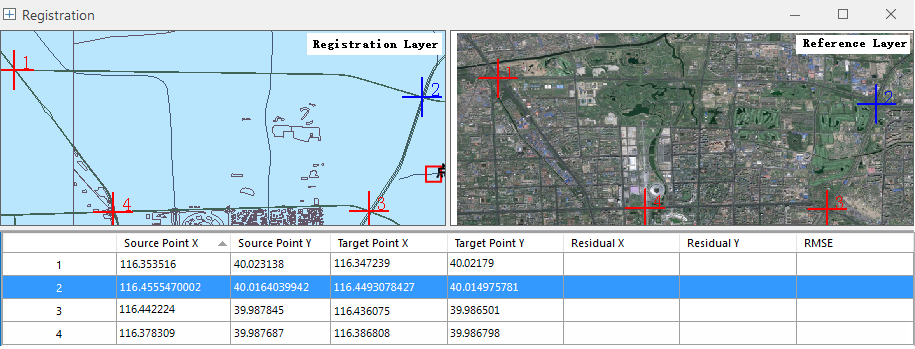 Registration
Registration Layer
Reference Layer
1
2
3
4
2
3
Source Point X Source Point Y Target Point X Target Point Y Residual X Residual Y RMSE
1 116.353516 40.023138 116.347239 40.02179
2 116.4555470002 40.0164039942 116.4493078427 40.014975781
3 116.442224 39.987845 116.436075 39.986501
4 116.378309 39.987687 116.386808 39.986798